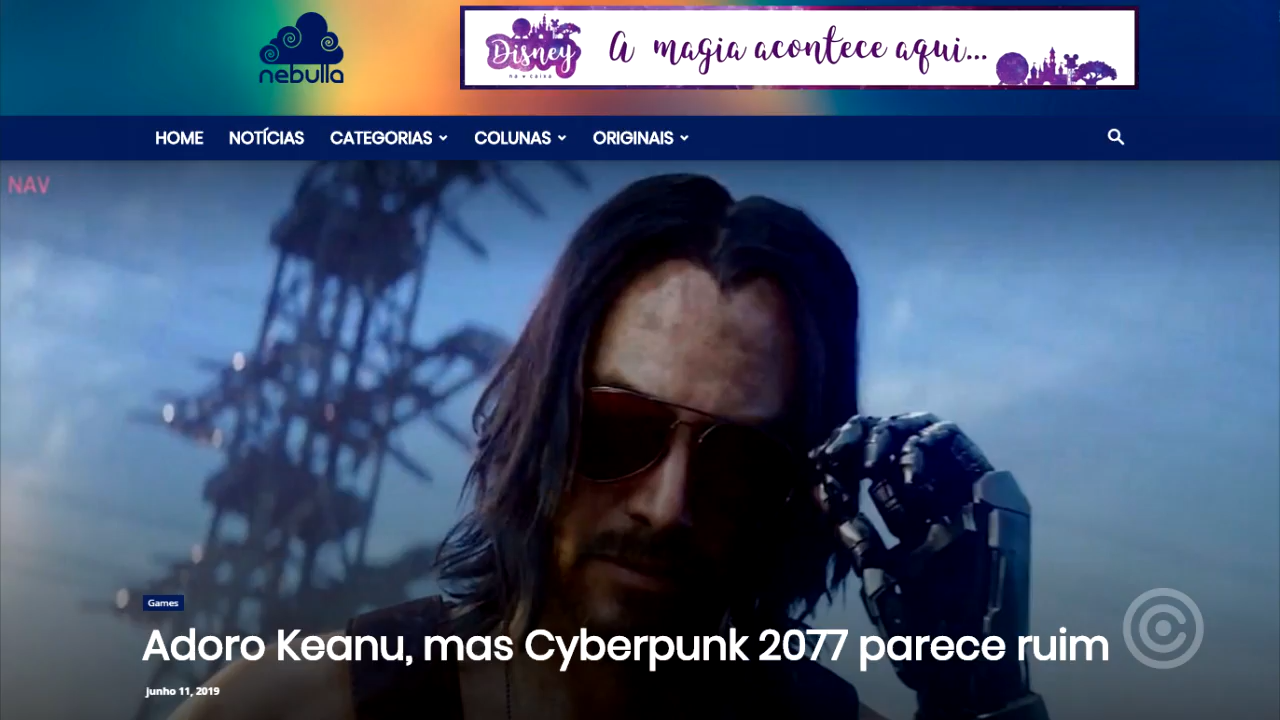 nebulla
Disney
na caixa
A magia acontece aqui...
HOME NOTÍCIAS CATEGORIAS COLUNAS ORIGINAIS
NAV
Games
Adoro Keanu, mas Cyberpunk 2077 parece ruim
junho 11, 2019